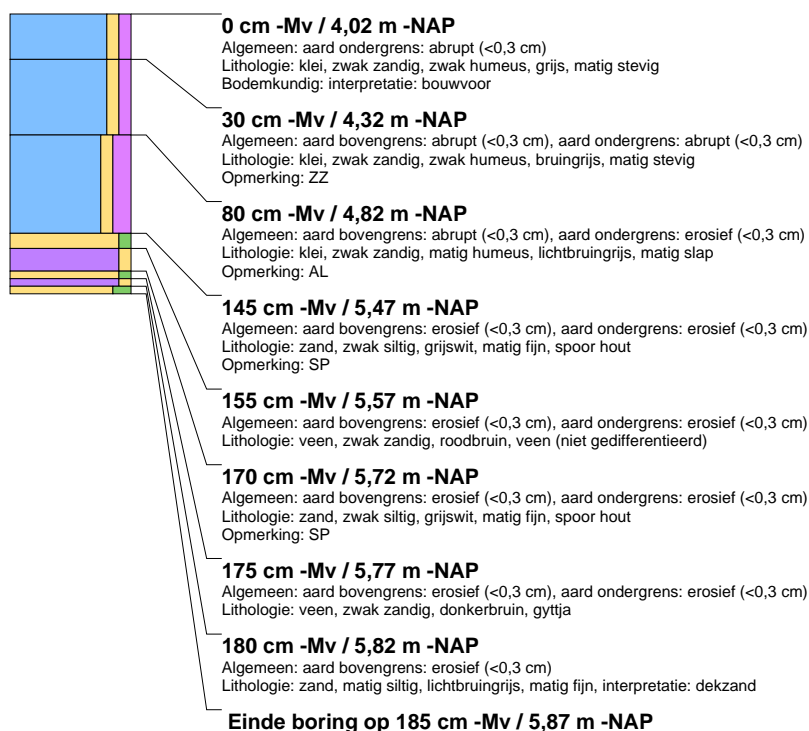 0 cm -Mv / 4,02 m -NAP
Algemeen: aard ondergrens: abrupt (<0,3 cm)
Lithologie: klei, zwak zandig, zwak humeus, grijs, matig stevig
Bodemkundig: interpretatie: bouwvoor
30 cm -Mv / 4,32 m -NAP
Algemeen: aard bovengrens: abrupt (<0,3 cm), aard ondergrens: abrupt (<0,3 cm)
Lithologie: klei, zwak zandig, zwak humeus, bruingrijs, matig stevig
Opmerking: ZZ
80 cm -Mv / 4,82 m -NAP
Algemeen: aard bovengrens: abrupt (<0,3 cm), aard ondergrens: erosief (<0,3 cm)
Lithologie: klei, zwak zandig, matig humeus, lichtbruingrijs, matig slap
Opmerking: AL
145 cm -Mv / 5,47 m -NAP
Algemeen: aard bovengrens: erosief (<0,3 cm), aard ondergrens: erosief (<0,3 cm)
Lithologie: zand, zwak siltig, grijswit, matig fijn, spoor hout
Opmerking: SP
155 cm -Mv / 5,57 m -NAP
Algemeen: aard bovengrens: erosief (<0,3 cm), aard ondergrens: erosief (<0,3 cm)
Lithologie: veen, zwak zandig, roodbruin, veen (niet gedifferentieerd)
170 cm -Mv / 5,72 m -NAP
Algemeen: aard bovengrens: erosief (<0,3 cm), aard ondergrens: erosief (<0,3 cm)
Lithologie: zand, zwak siltig, grijswit, matig fijn, spoor hout
Opmerking: SP
175 cm -Mv / 5,77 m -NAP
Algemeen: aard bovengrens: erosief (<0,3 cm), aard ondergrens: erosief (<0,3 cm)
Lithologie: veen, zwak zandig, donkerbruin, gyttja
180 cm -Mv / 5,82 m -NAP
Algemeen: aard bovengrens: erosief (<0,3 cm)
Lithologie: zand, matig siltig, lichtbruingrijs, matig fijn, interpretatie: dekzand
Einde boring op 185 cm -Mv / 5,87 m -NAP